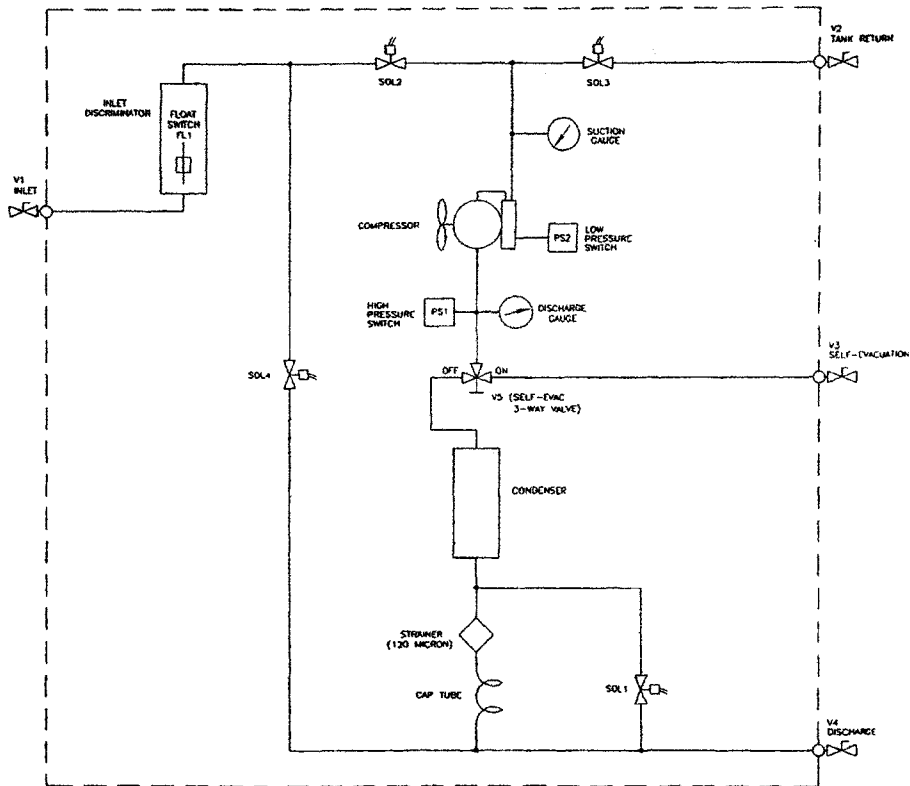 V2
TANK RETURN
SOL2
SOL3
INLET
DISCRIMINATOR
FLOAT
SWITCH
FL1
SUCTION
GAUGE
V1
INLET
COMPRESSOR
PS2
LOW
PRESSURE
SWITCH
HIGH
PRESSURE
SWITCH
PS1
DISCHARGE
GAUGE
V3
SELF-EVACUATION
SOL4
OFF
ON
V5 (SELF-EVAC
3-WAY VALVE)
CONDENSER
STRAINER
(120 MICRON)
CAP TUBE
SOL1
V4
DISCHARGE